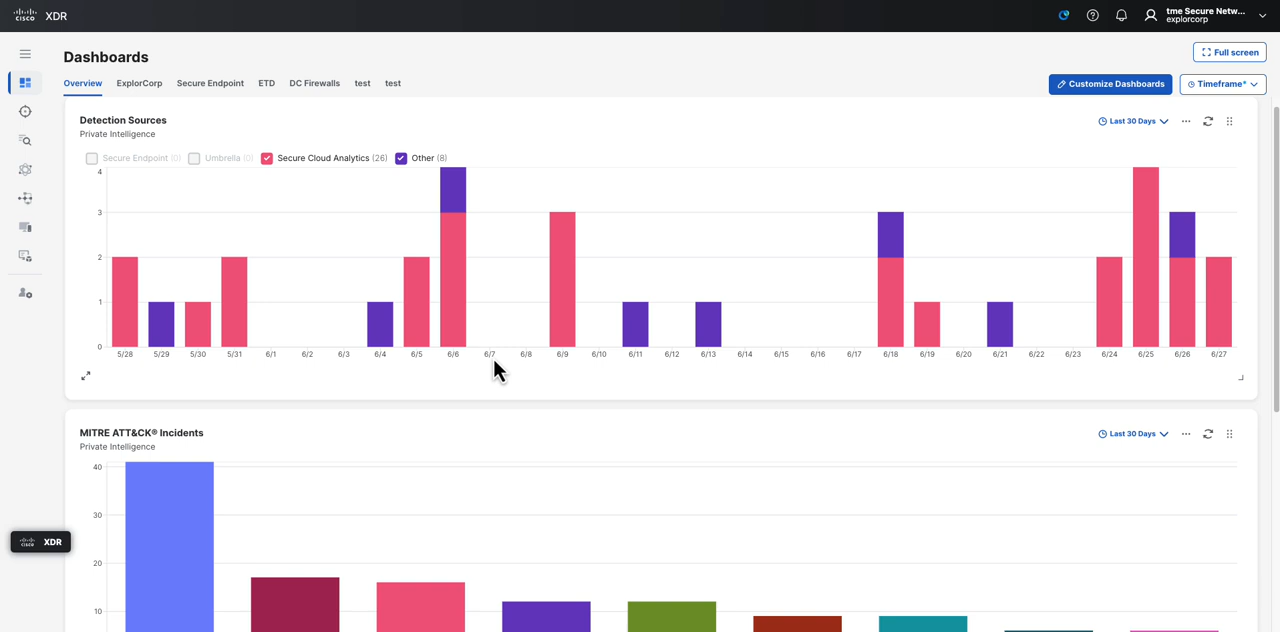 CISCO XDR
tme Secure Netw...
explorcorp
Dashboards
Full screen
Overview ExplorCorp Secure Endpoint ETD DC Firewalls test test
Customize Dashboards Timeframe*
Detection Sources
Private Intelligence
Last 30 Days
Secure Endpoint (0) Umbrella (0) Secure Cloud Analytics (26) Other (8)
4
3
2
1
0
5/28 5/29 5/30 5/31 6/1 6/2 6/3 6/4 6/5 6/6 6/7 6/8 6/9 6/10 6/11 6/12 6/13 6/14 6/15 6/16 6/17 6/18 6/19 6/20 6/21 6/22 6/23 6/24 6/25 6/26 6/27
MITRE ATT&CK® Incidents
Private Intelligence
Last 30 Days
40
30
20
10
CISCO XDR